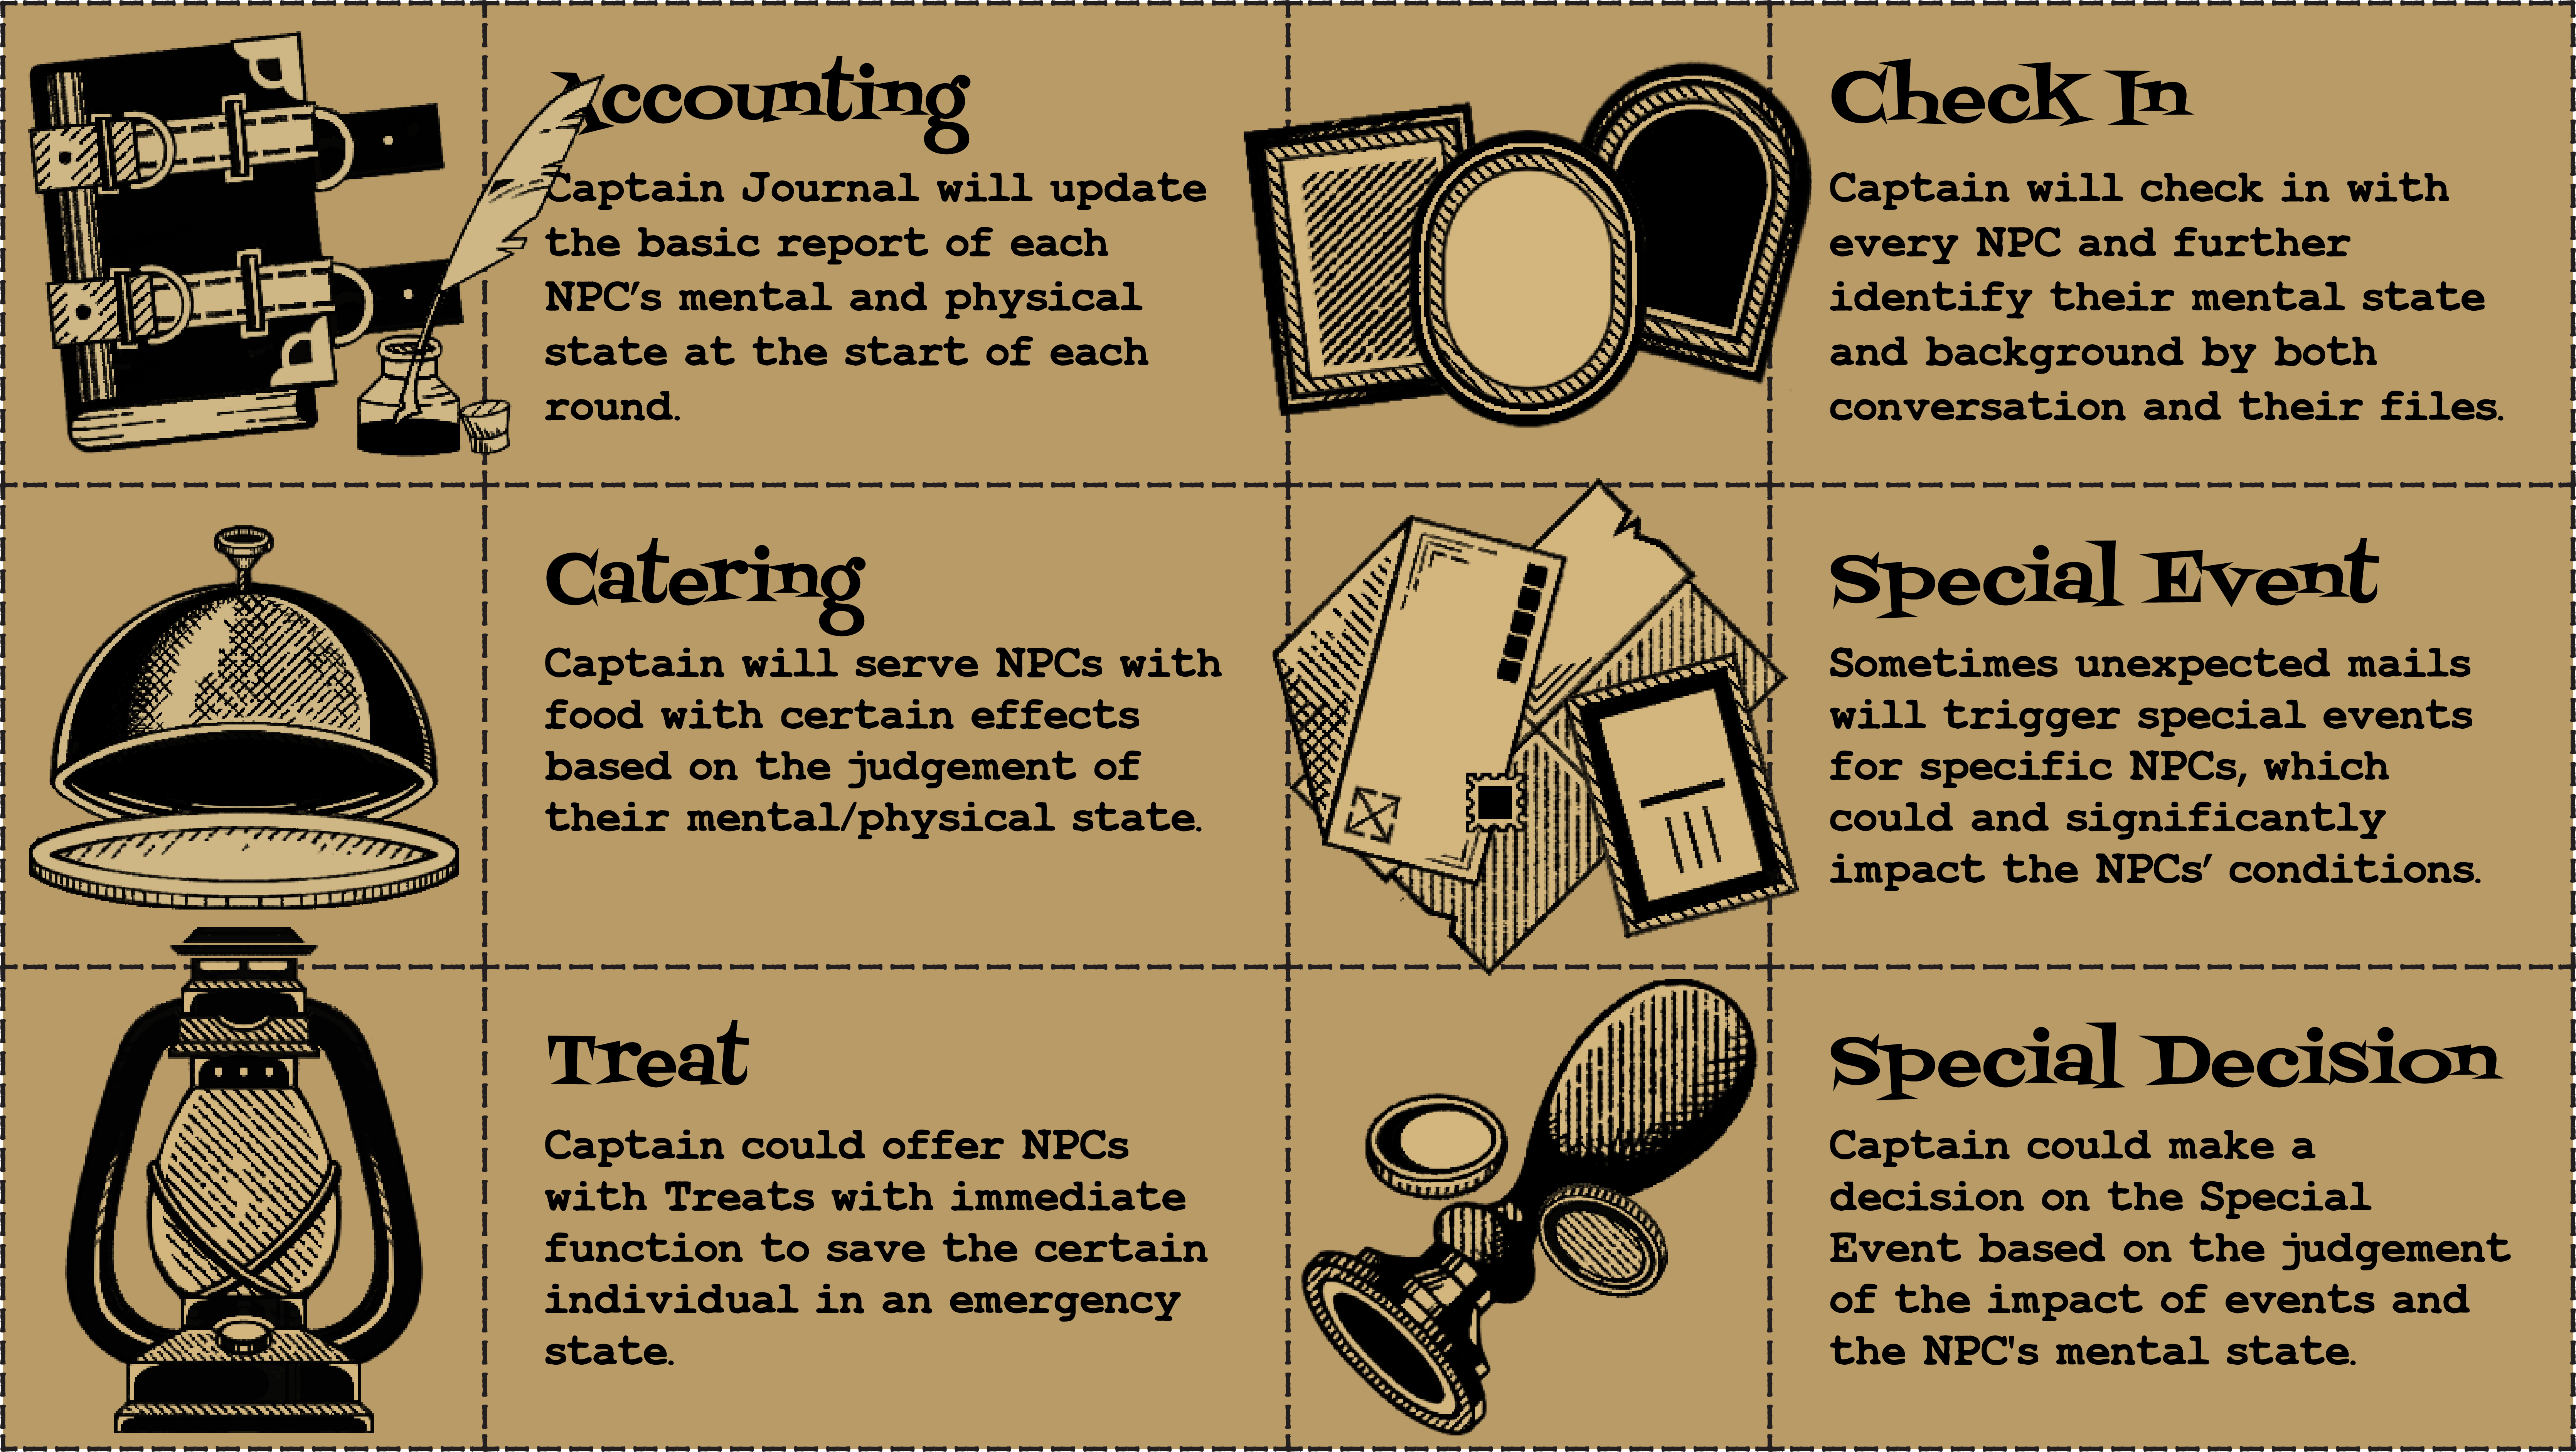 Accounting
Captain Journal will update
the basic report of each
NPC’s mental and physical
state at the start of each
round.
Check In
Captain will check in with
every NPC and further
identify their mental state
and background by both
conversation and their files.
Catering
Captain will serve NPCs with
food with certain effects
based on the judgement of
their mental/physical state.
Special Event
Sometimes unexpected mails
will trigger special events
for specific NPCs, which
could and significantly
impact the NPCs’ conditions.
Treat
Captain could offer NPCs
with Treats with immediate
function to save the certain
individual in an emergency
state.
Special Decision
Captain could make a
decision on the Special
Event based on the judgement
of the impact of events and
the NPC's mental state.